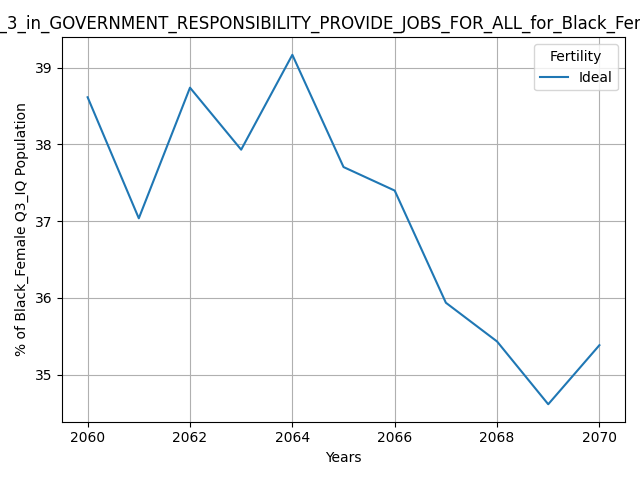 _3_in_GOVERNMENT_RESPONSIBILITY_PROVIDE_JOBS_FOR_ALL_for_Black_Fer
Fertility
Ideal
39
38
37
36
35
% of Black_Female Q3_IQ Population
2060 2062 2064 2066 2068 2070
Years